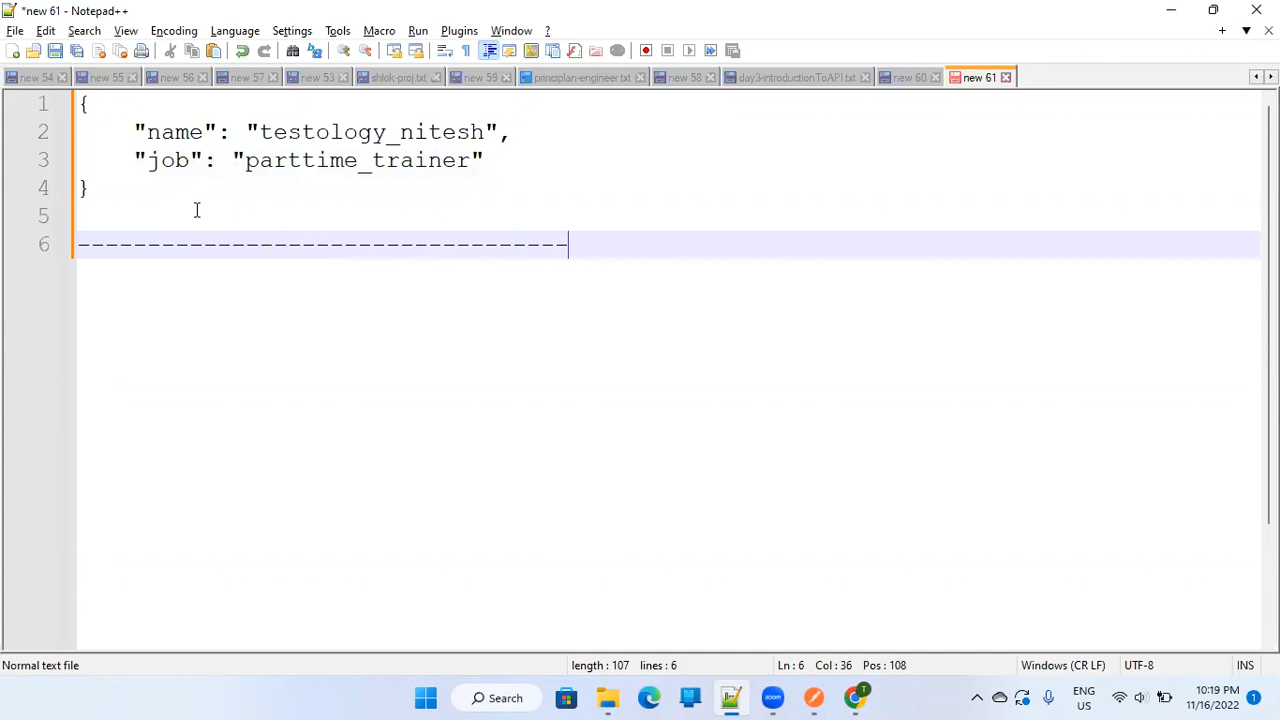 *new 61 - Notepad++
File Edit Search View Encoding Language Settings Tools Macro Run Plugins Window ?
new 54 new 55 new 56 new 57 new 53 shlok-proj.txt new 59 principlan-engineer.txt new 58 day3-introductionToAPI.txt new 60 new 61
1 {
2 "name": "testology_nitesh",
3 "job": "parttime_trainer"
4 }
5
6 -----------------------------------
Normal text file length : 107 lines : 6 Ln : 6 Col : 36 Pos : 108 Windows (CR LF) UTF-8 INS
Search
zoom
T
ENG
US
10:19 PM
11/16/2022
1